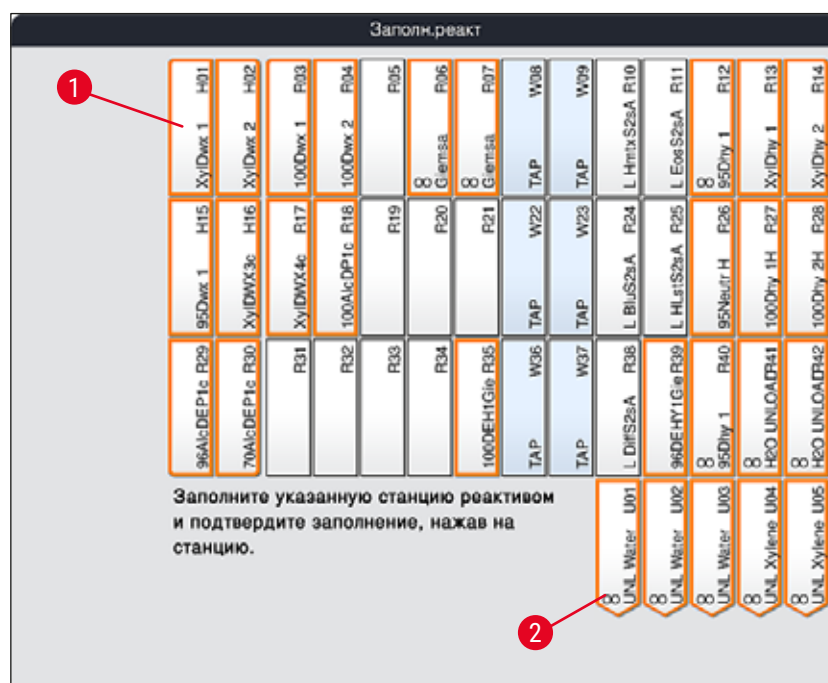 Заполн.реакт
1
XylDwx 1 H01
XylDwx 2 H02
100Dwx 1 R03
100Dwx 2 R04
R05
∞ Giemsa R06
∞ Giemsa R07
TAP W08
TAP W09
L HmtxS2sA R10
L EosS2sA R11
∞ 95Dhy 1 R12
XylDhy 1 R13
XylDhy 2 R14
95Dwx 1 H15
XylDWX3c H16
XylDWX4c R17
100AlcDP1c R18
R19
R20
R21
TAP W22
TAP W23
L BluS2sA R24
L HLstS2sA R25
95Neutr H R26
100Dhy 1H R27
100Dhy 2H R28
96AlcDEP1c R29
70AlcDEP1c R30
R31
R32
R33
R34
100DEH1Gie R35
TAP W36
TAP W37
L DiffS2sA R38
96DEHY1Gie R39
∞ 95Dhy 1 R40
∞ H2O UNLOAD R41
∞ H2O UNLOAD R42
Заполните указанную станцию реактивом
и подтвердите заполнение, нажав на
станцию.
∞ UNL Water U01
∞ UNL Water U02
∞ UNL Water U03
∞ UNL Xylene U04
∞ UNL Xylene U05
2